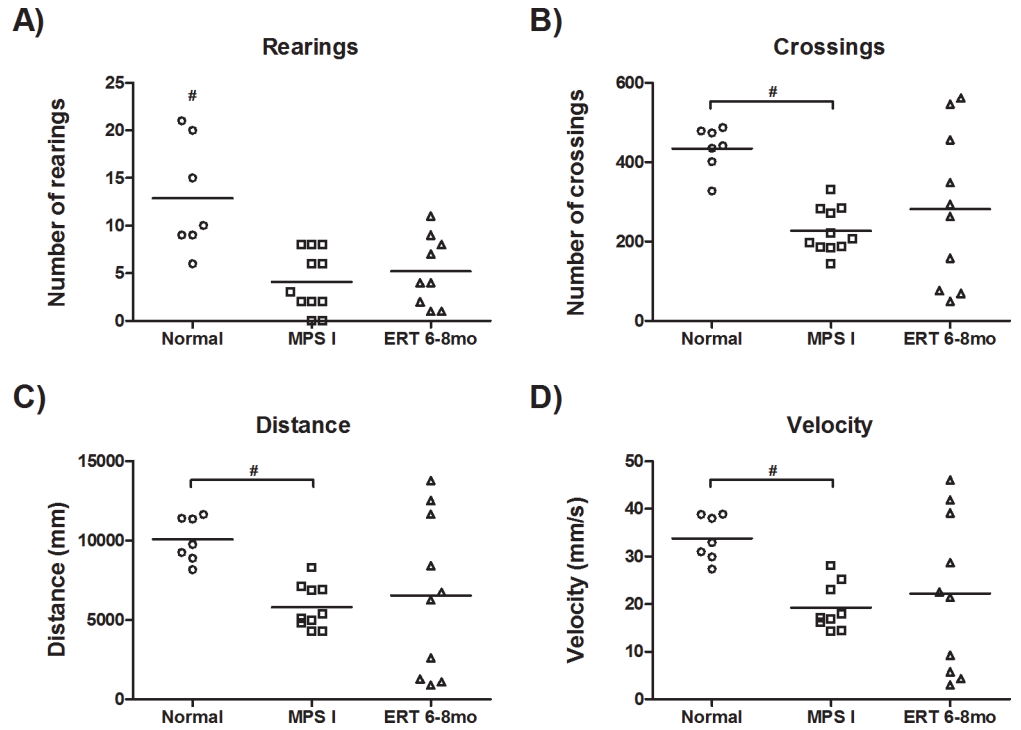 A)
Rearings
Number of rearings
25
20
15
10
5
0
#
Normal
MPS I
ERT 6-8mo
B)
Crossings
Number of crossings
600
400
200
0
#
Normal
MPS I
ERT 6-8mo
C)
Distance
Distance (mm)
15000
10000
5000
0
#
Normal
MPS I
ERT 6-8mo
D)
Velocity
Velocity (mm/s)
50
40
30
20
10
0
#
Normal
MPS I
ERT 6-8mo